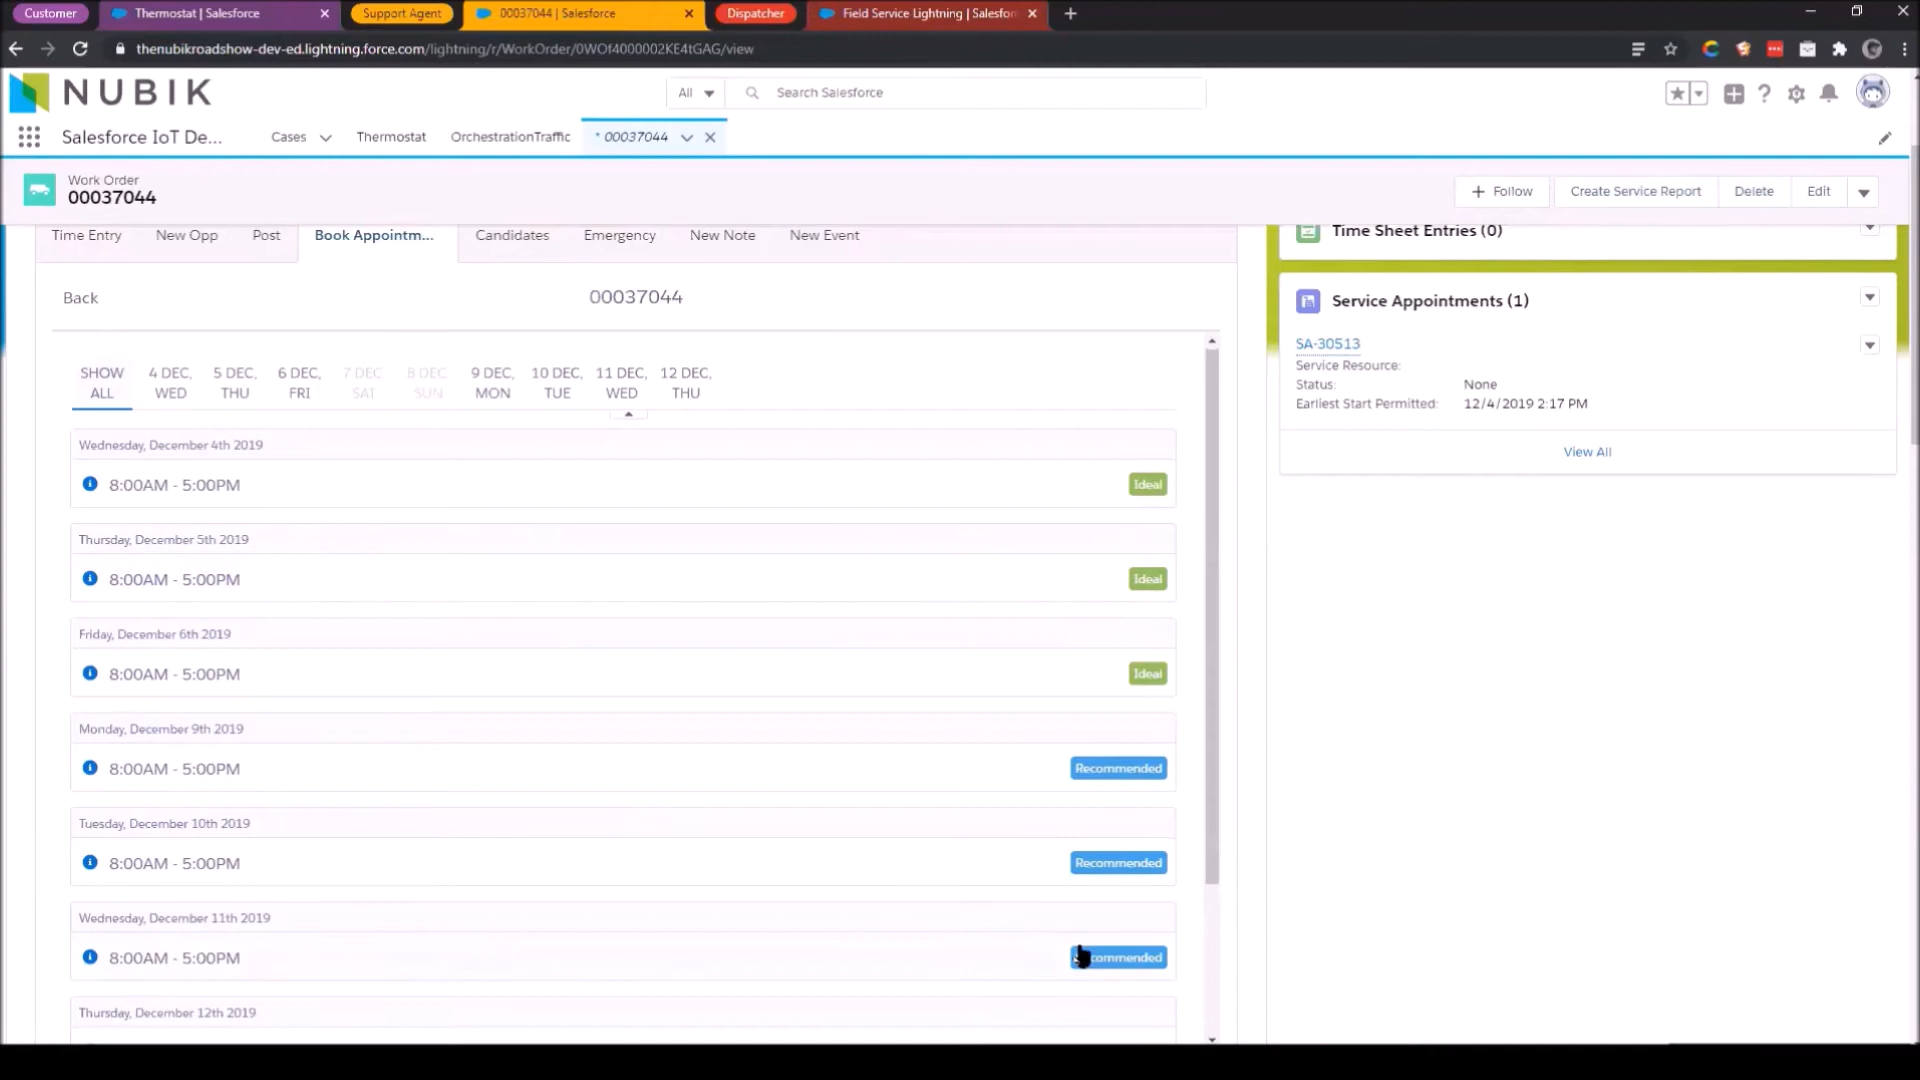 Customer
Thermostat | Salesforce
Support Agent
00037044 | Salesforce
Dispatcher
Field Service Lightning | Salesfor
thenubikroadshow-dev-ed.lightning.force.com/lightning/r/WorkOrder/0WOf4000002KE4tGAG/view
NUBIK
All
Search Salesforce
Salesforce IoT De...
Cases
Thermostat
OrchestrationTraffic
* 00037044
Work Order
00037044
+ Follow
Create Service Report
Delete
Edit
Time Entry
New Opp
Post
Book Appointm...
Candidates
Emergency
New Note
New Event
Time Sheet Entries (0)
Back
00037044
Service Appointments (1)
SA-30513
Service Resource:
Status: None
Earliest Start Permitted: 12/4/2019 2:17 PM
View All
SHOW ALL
4 DEC, WED
5 DEC, THU
6 DEC, FRI
7 DEC SAT
8 DEC SUN
9 DEC, MON
10 DEC, TUE
11 DEC, WED
12 DEC, THU
Wednesday, December 4th 2019
8:00AM - 5:00PM Ideal
Thursday, December 5th 2019
8:00AM - 5:00PM Ideal
Friday, December 6th 2019
8:00AM - 5:00PM Ideal
Monday, December 9th 2019
8:00AM - 5:00PM Recommended
Tuesday, December 10th 2019
8:00AM - 5:00PM Recommended
Wednesday, December 11th 2019
8:00AM - 5:00PM commended
Thursday, December 12th 2019